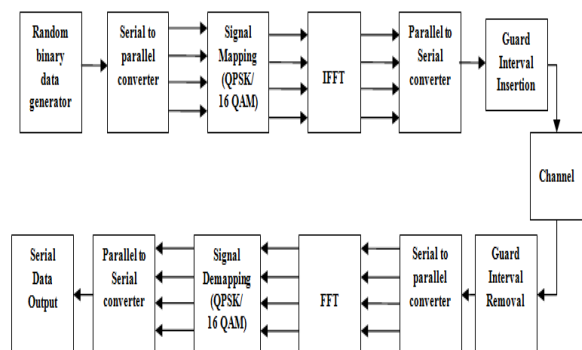 Random
binary
data
generator
Serial to
parallel
converter
Signal
Mapping
(QPSK/
16 QAM)
IFFT
Parallel to
Serial
converter
Guard
Interval
Insertion
Channel
Serial
Data
Output
Parallel to
Serial
converter
Signal
Demapping
(QPSK/
16 QAM)
FFT
Serial to
parallel
converter
Guard
Interval
Removal